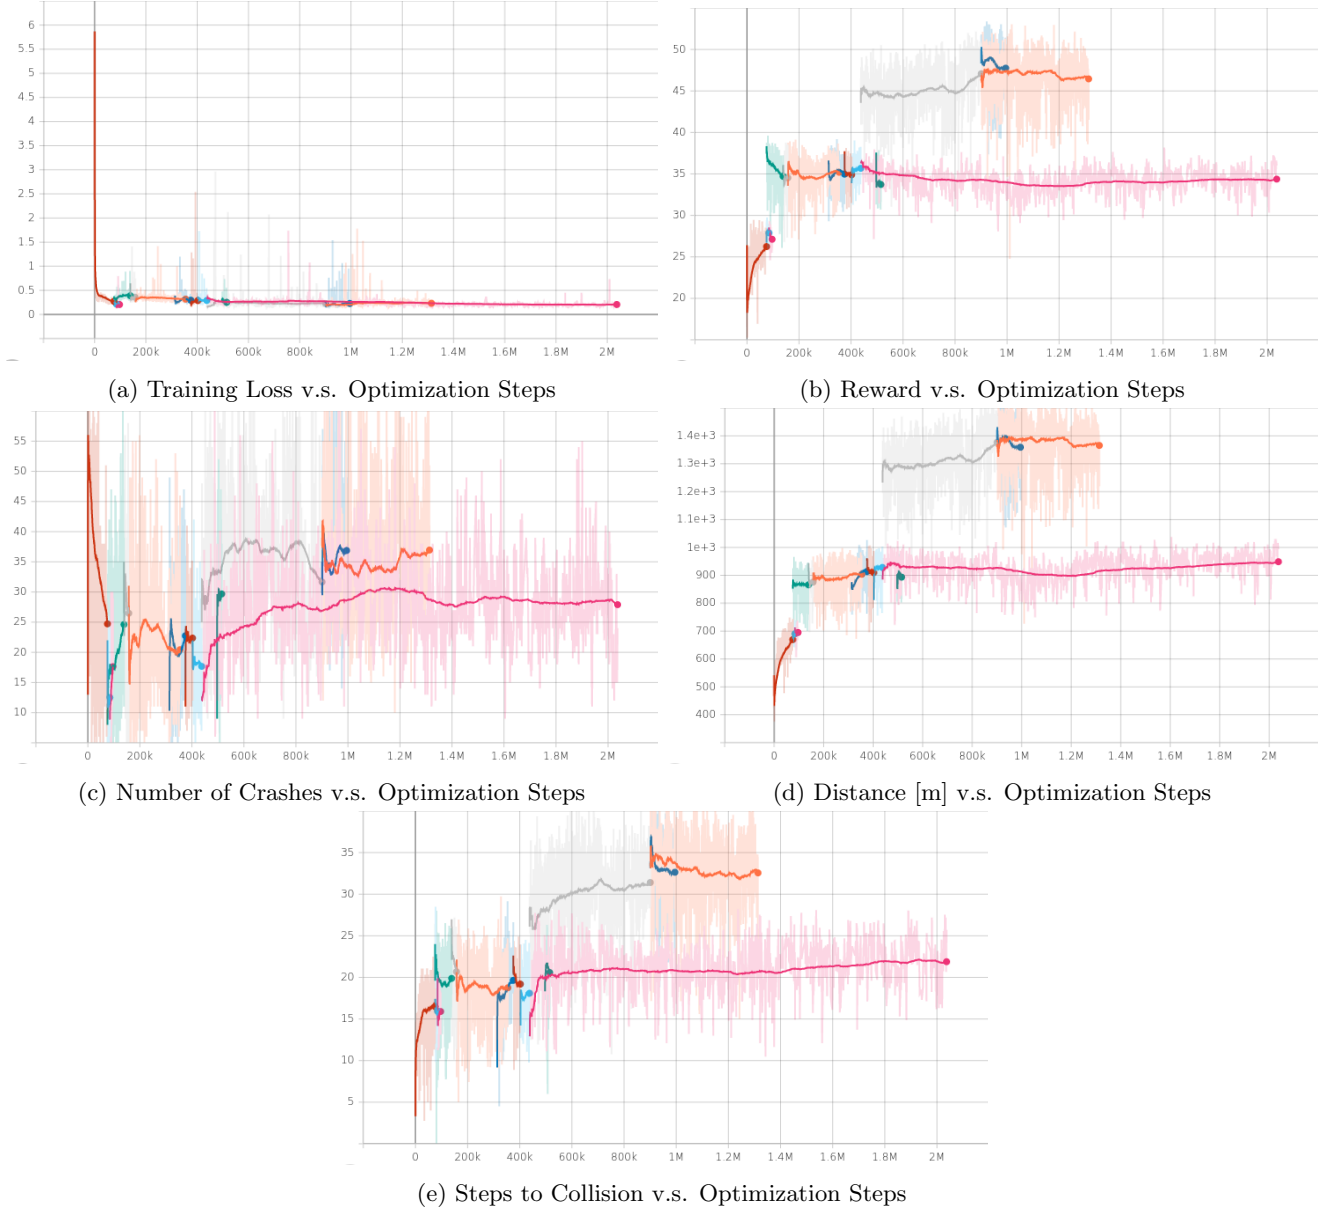 6
5.5
5
4.5
4
3.5
3
2.5
2
1.5
1
0.5
0
0 200k 400k 600k 800k 1M 1.2M 1.4M 1.6M 1.8M 2M
(a) Training Loss v.s. Optimization Steps
50
45
40
35
30
25
20
0 200k 400k 600k 800k 1M 1.2M 1.4M 1.6M 1.8M 2M
(b) Reward v.s. Optimization Steps
55
50
45
40
35
30
25
20
15
10
0 200k 400k 600k 800k 1M 1.2M 1.4M 1.6M 1.8M 2M
(c) Number of Crashes v.s. Optimization Steps
1.4e+3
1.3e+3
1.2e+3
1.1e+3
1e+3
900
800
700
600
500
400
0 200k 400k 600k 800k 1M 1.2M 1.4M 1.6M 1.8M 2M
(d) Distance [m] v.s. Optimization Steps
35
30
25
20
15
10
5
0 200k 400k 600k 800k 1M 1.2M 1.4M 1.6M 1.8M 2M
(e) Steps to Collision v.s. Optimization Steps